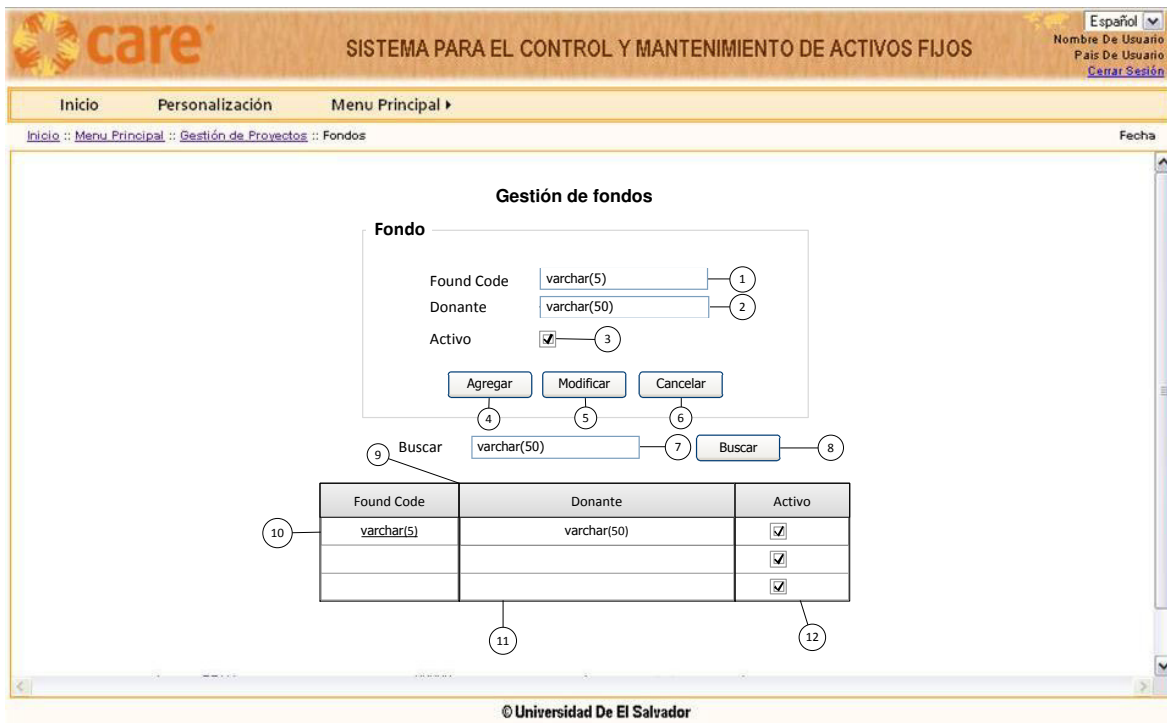 care
SISTEMA PARA EL CONTROL Y MANTENIMIENTO DE ACTIVOS FIJOS
Español
Nombre De Usuario
Pais De Usuario
Cerrar Sesión
Inicio Personalización Menu Principal
Inicio :: Menu Principal :: Gestión de Proyectos :: Fondos Fecha
Gestión de fondos
Fondo
Found Code varchar(5) 1
Donante varchar(50) 2
Activo 3
Agregar Modificar Cancelar
4 5 6
Buscar varchar(50) 7 Buscar 8
9
Found Code Donante Activo
10 varchar(5) varchar(50)
11 12
© Universidad De El Salvador